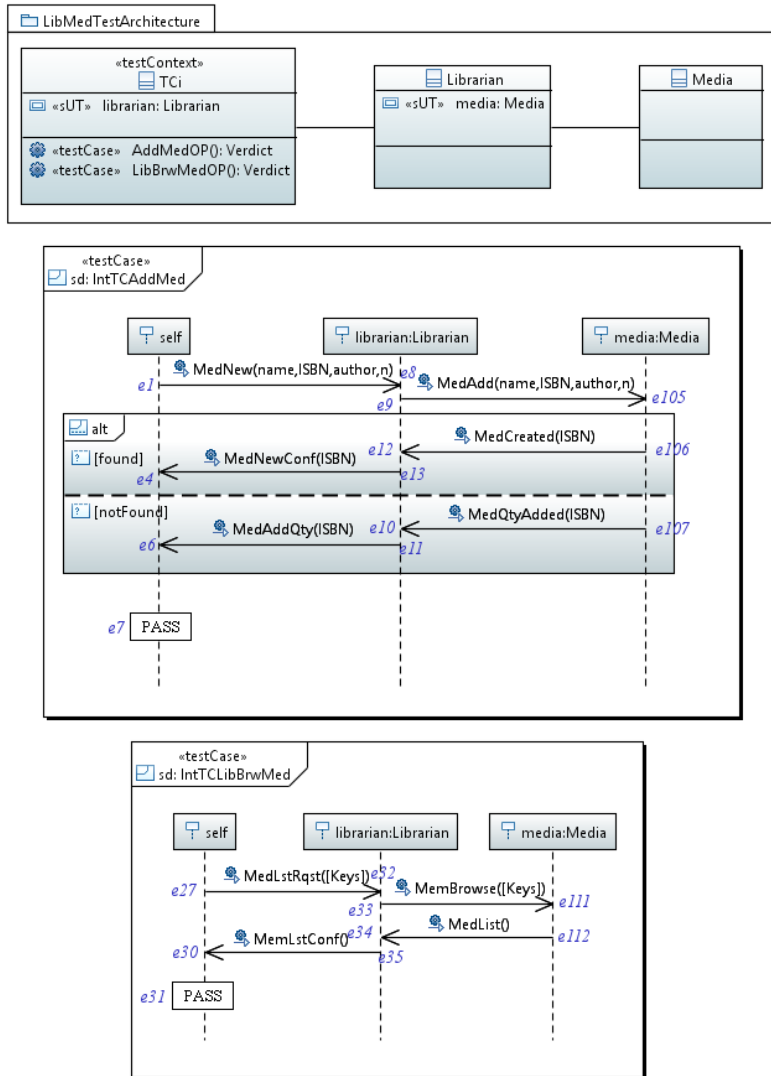 LibMedTestArchitecture
«testContext»
TCi
«sUT» librarian: Librarian
«testCase» AddMedOP(): Verdict
«testCase» LibBrwMedOP(): Verdict
Librarian
«sUT» media: Media
Media
«testCase»
sd: IntTCAddMed
self
librarian:Librarian
media:Media
MedNew(name,ISBN,author,n)
e1
e8
MedAdd(name,ISBN,author,n)
e9
e105
alt
MedCreated(ISBN)
e12
e106
[found]
MedNewConf(ISBN)
e4
e13
[notFound]
MedQtyAdded(ISBN)
e10
e107
MedAddQty(ISBN)
e6
e11
e7
PASS
«testCase»
sd: IntTCLibBrwMed
self
librarian:Librarian
media:Media
MedLstRqst([Keys])
e32
e27
MemBrowse([Keys])
e33
e111
MedList()
e34
e112
MemLstConf()
e30
e35
e31
PASS